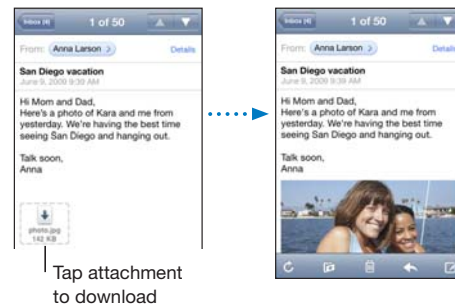 Inbox (4)
1 of 50
From: Anna Larson
Details
San Diego vacation
June 9, 2009 9:39 AM
Hi Mom and Dad,
Here's a photo of Kara and me from
yesterday. We're having the best time
seeing San Diego and hanging out.
Talk soon,
Anna
photo.jpg
142 KB
Tap attachment
to download
Inbox (4)
1 of 50
From: Anna Larson
Details
San Diego vacation
June 9, 2009 9:39 AM
Hi Mom and Dad,
Here's a photo of Kara and me from
yesterday. We're having the best time
seeing San Diego and hanging out.
Talk soon,
Anna